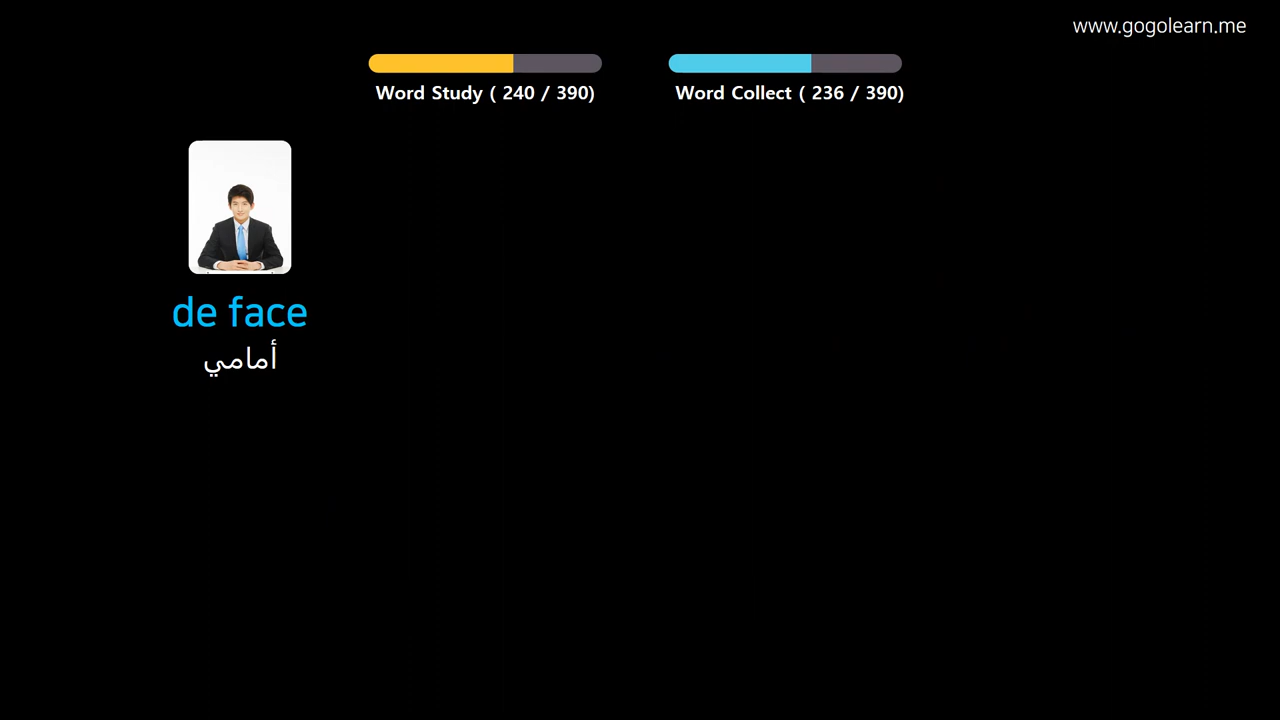 www.gogolearn.me
Word Study ( 240 / 390)
Word Collect ( 236 / 390)
de face
أمامي